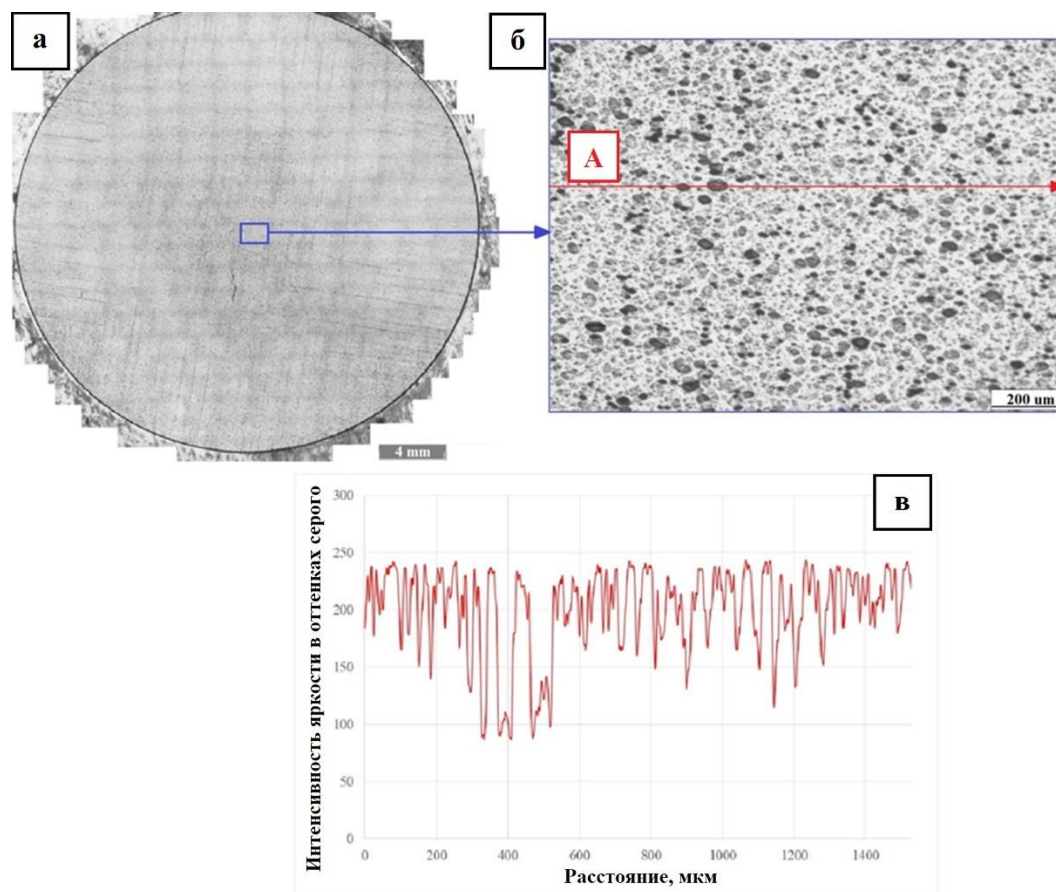 а
б
А
200 um
4 mm
в
Интенсивность яркости в оттенках серого
300
250
200
150
100
50
0
0 200 400 600 800 1000 1200 1400
Расстояние, мкм